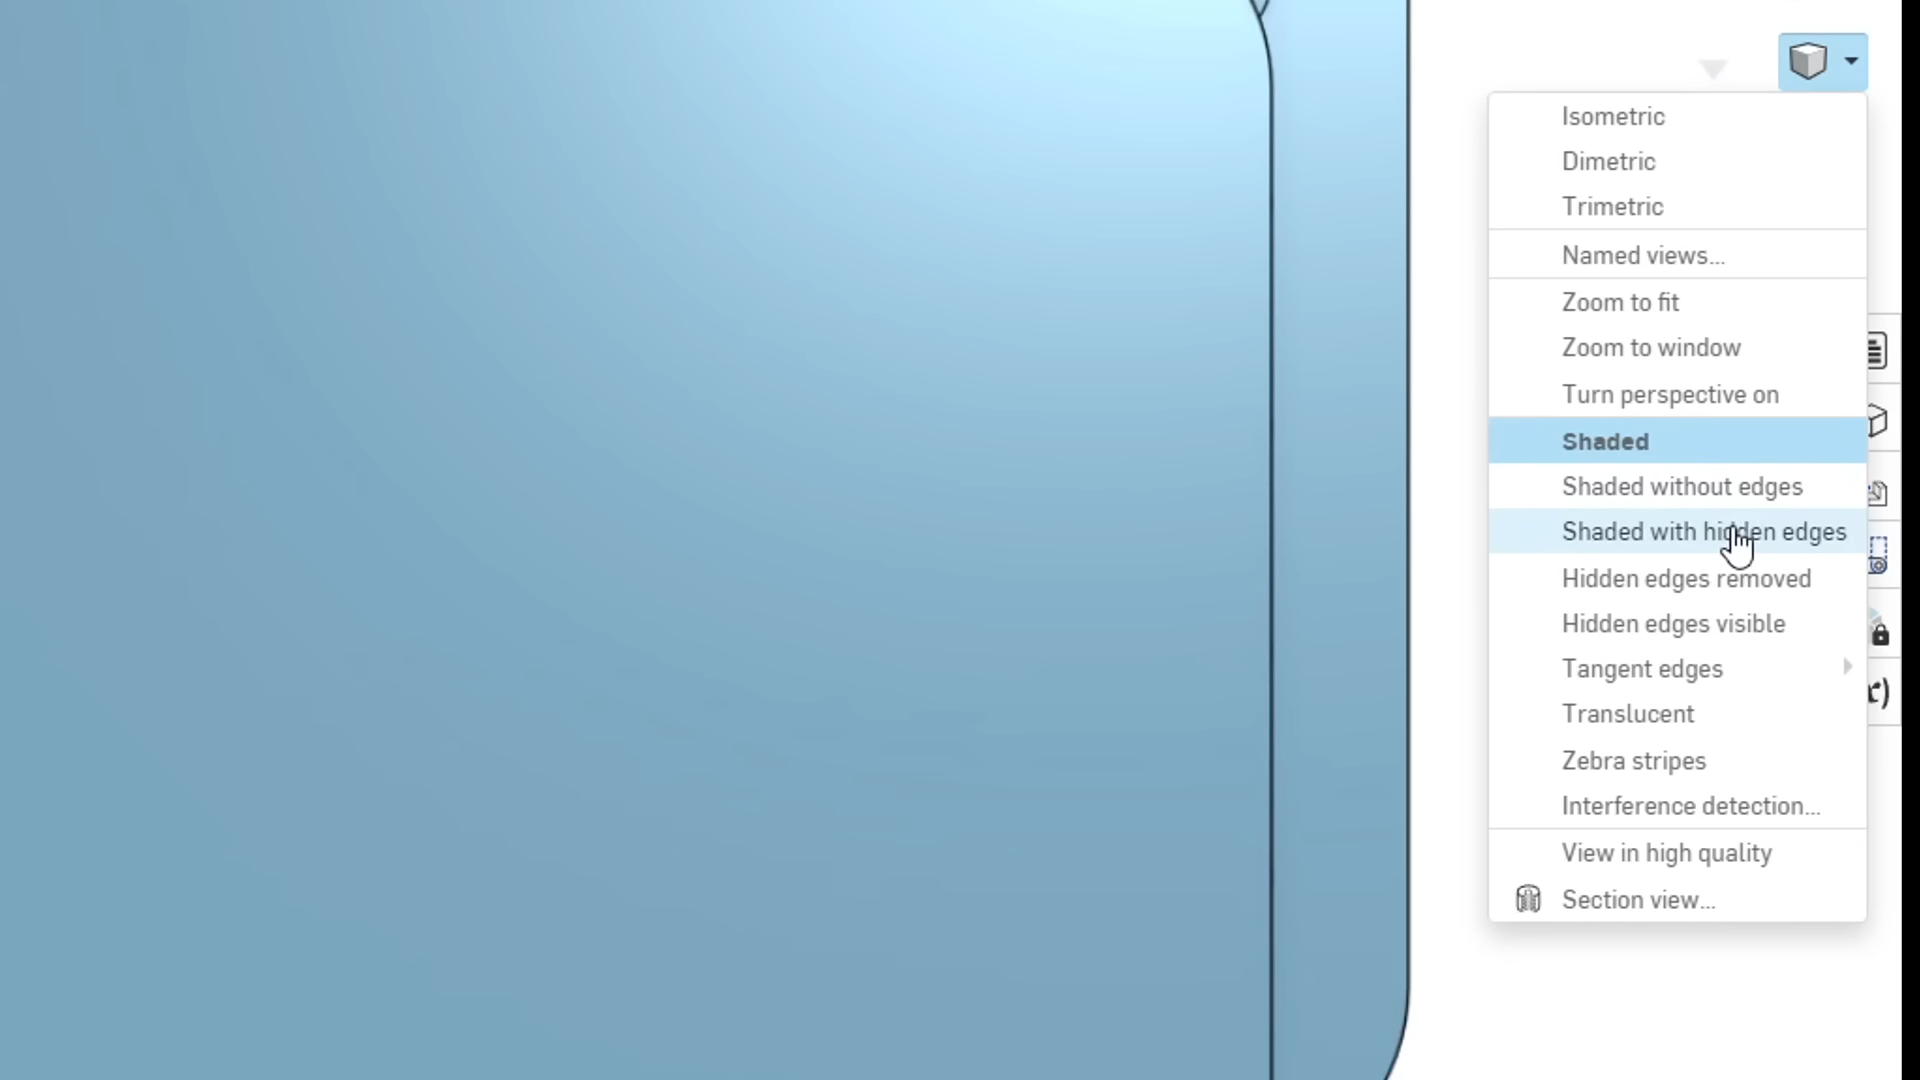 Isometric
Dimetric
Trimetric
Named views...
Zoom to fit
Zoom to window
Turn perspective on
Shaded
Shaded without edges
Shaded with hidden edges
Hidden edges removed
Hidden edges visible
Tangent edges
Translucent
Zebra stripes
Interference detection...
View in high quality
Section view...